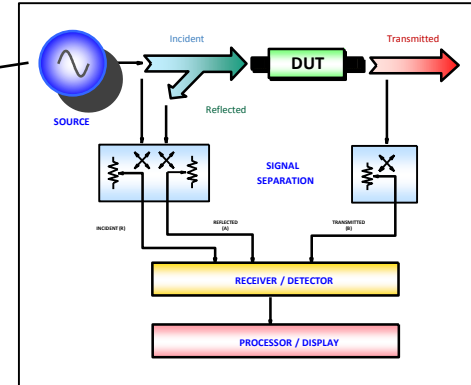 Incident
Transmitted
DUT
Reflected
SOURCE
SIGNAL
SEPARATION
INCIDENT (R)
REFLECTED
(A)
TRANSMITTED
(B)
RECEIVER / DETECTOR
PROCESSOR / DISPLAY